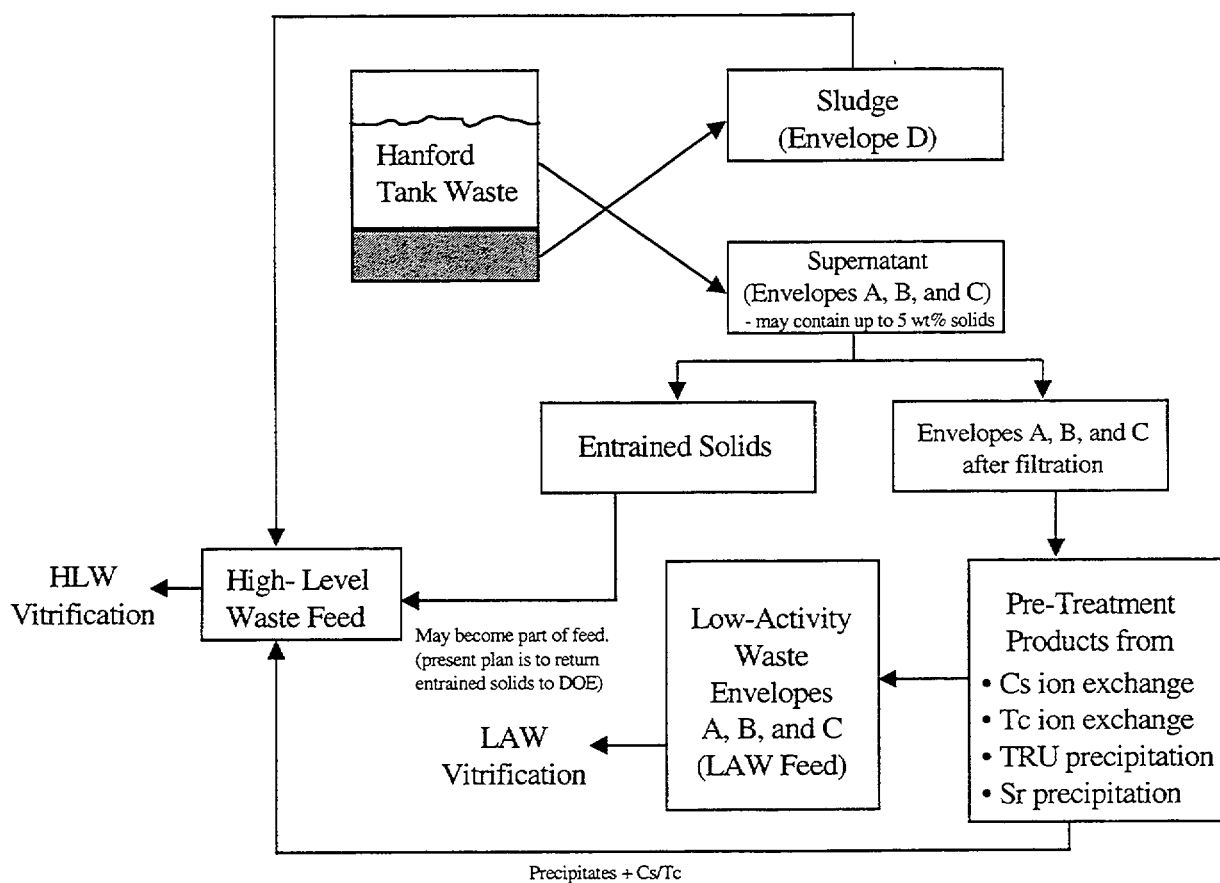 Sludge
(Envelope D)
Hanford
Tank Waste
Supernatant
(Envelopes A, B, and C)
- may contain up to 5 wt% solids
Entrained Solids
Envelopes A, B, and C
after filtration
HLW
Vitrification
High- Level
Waste Feed
May become part of feed.
(present plan is to return
entrained solids to DOE)
Low-Activity
Waste
Envelopes
A, B, and C
(LAW Feed)
LAW
Vitrification
Pre-Treatment
Products from
• Cs ion exchange
• Tc ion exchange
• TRU precipitation
• Sr precipitation
Precipitates + Cs/Tc